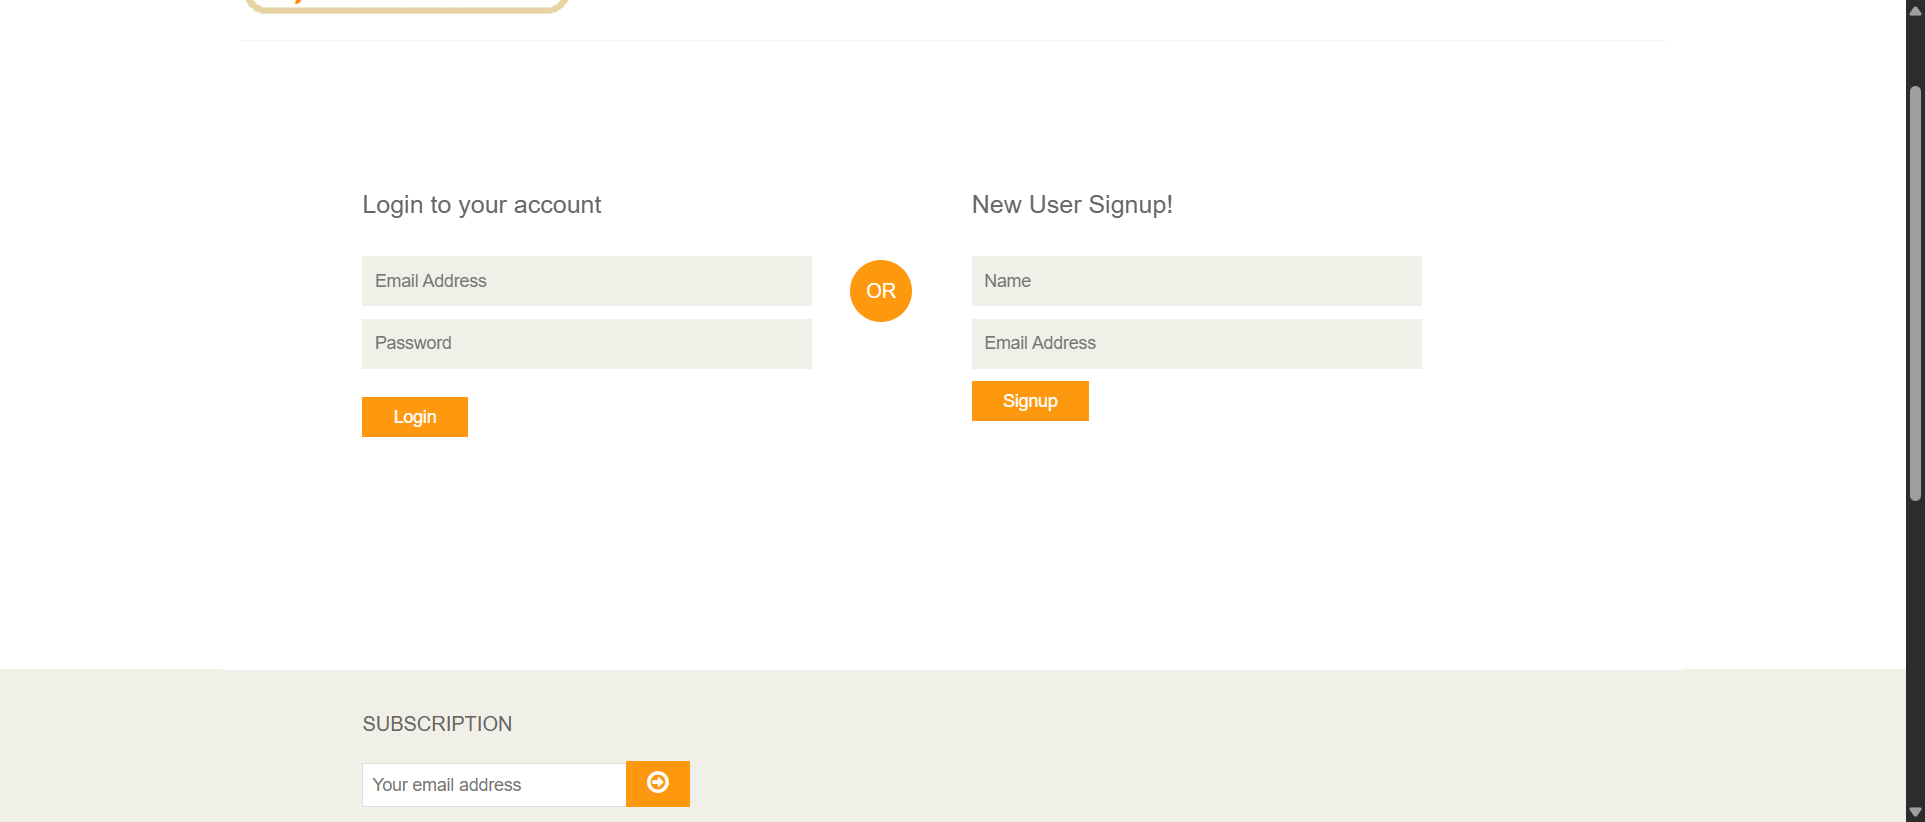 Login to your account
Email Address
Password
Login
OR
New User Signup!
Name
Email Address
Signup
SUBSCRIPTION
Your email address